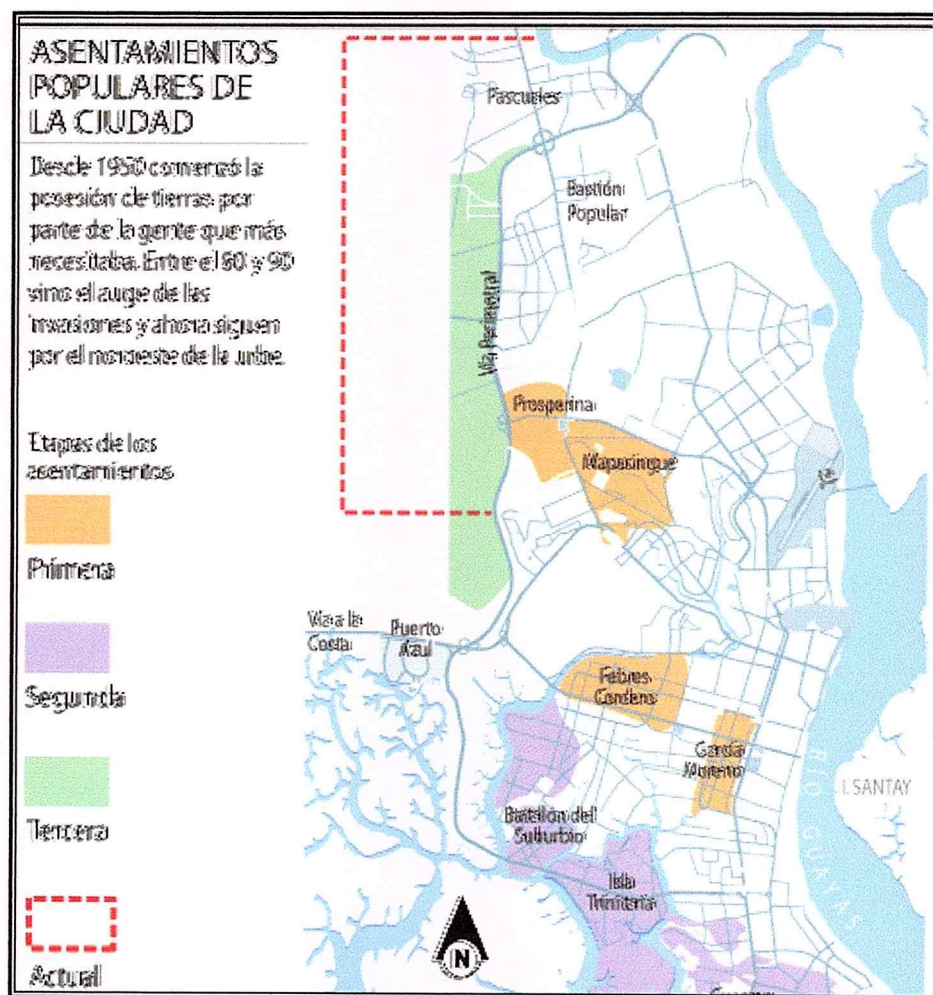 ASENTAMIENTOS
POPULARES DE
LA CIUDAD
Desde 1950 comenzó la
posesión de tierras por
parte de la gente que más
necesitaba. Entre el 80 y 90
vino el auge de las
invasiones y ahora siguen
por el noroeste de la urbe.
Etapas de los
asentamientos
Primera
Segunda
Tercera
Actual
Pascuales
Bastión
Popular
Vía Perimetral
Prosperina
Mapasingue
Vía a la
Costa
Puerto
Azul
Febres
Cordero
García
Moreno
I. SANTAY
RÍO GUAYAS
Batallón del
Suburbio
Isla
Trinitaria
N